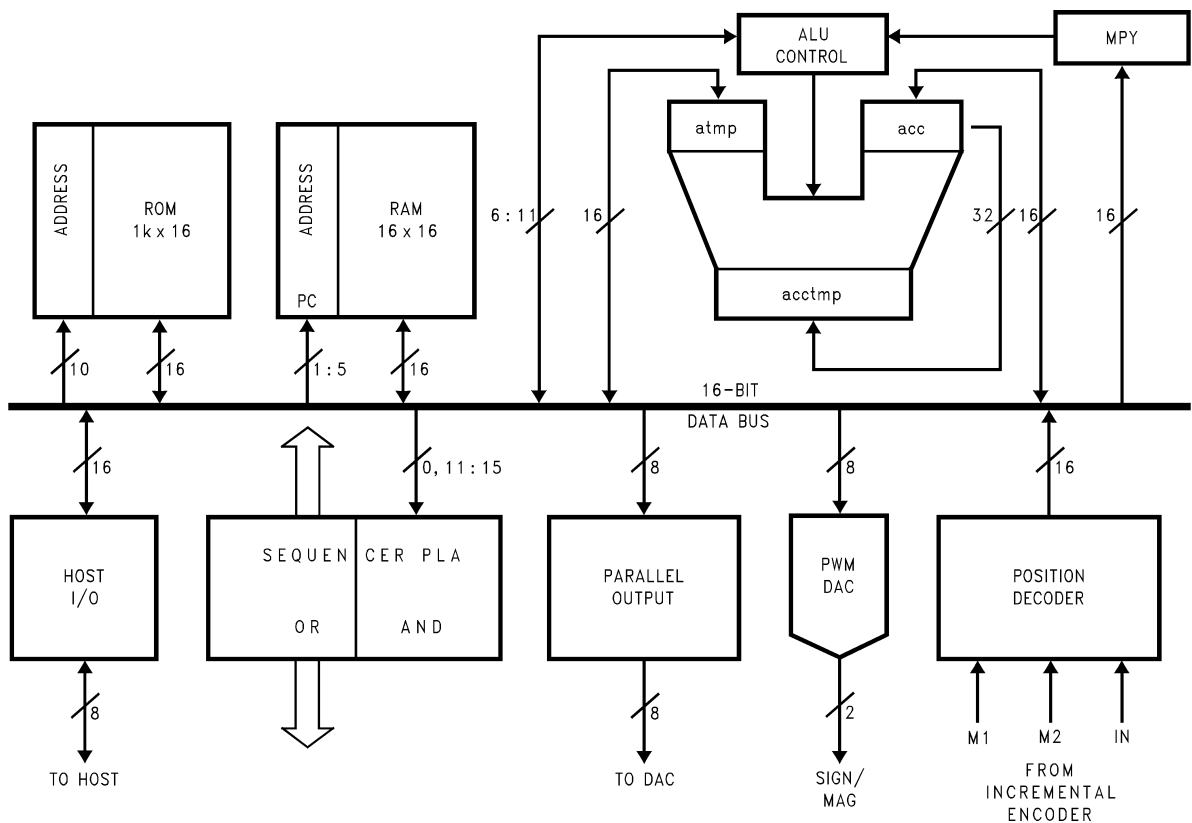 ALU
CONTROL
MPY
atmp
acc
ADDRESS
ROM
1k x 16
ADDRESS
PC
RAM
16 x 16
6:11
16
32
16
16
acctmp
10
16
1:5
16
16-BIT
DATA BUS
16
0,11:15
8
8
16
HOST
I/O
SEQUENCER PLA
OR
AND
PARALLEL
OUTPUT
PWM
DAC
POSITION
DECODER
8
8
2
M1
M2
IN
TO HOST
TO DAC
SIGN/
MAG
FROM
INCREMENTAL
ENCODER